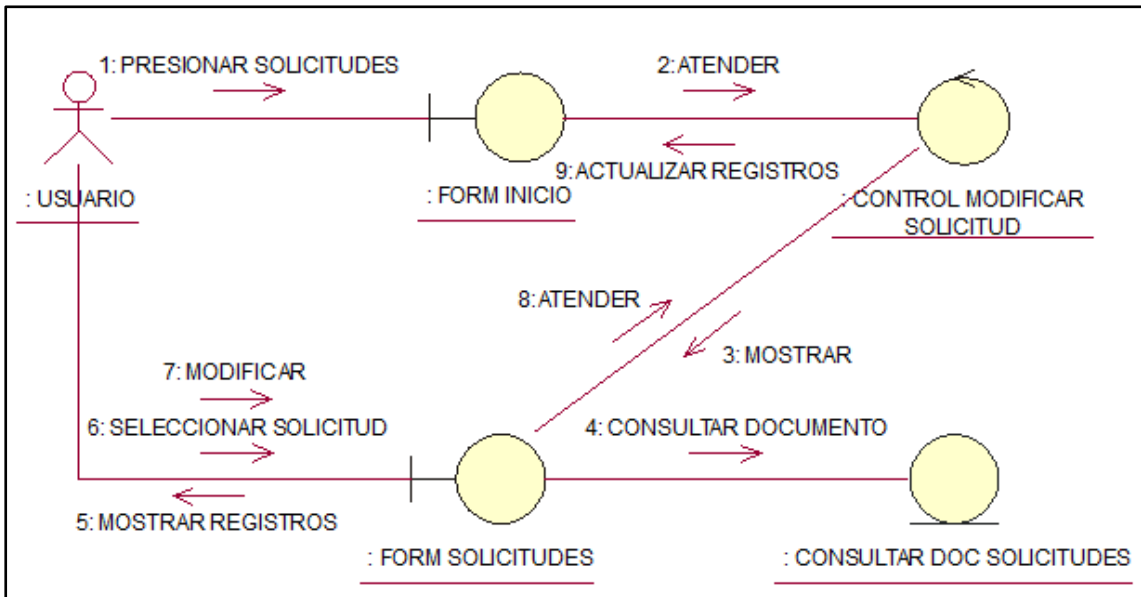 1: PRESIONAR SOLICITUDES
2: ATENDER
9: ACTUALIZAR REGISTROS
: USUARIO
: FORM INICIO
: CONTROL MODIFICAR
SOLICITUD
8: ATENDER
3: MOSTRAR
7: MODIFICAR
6: SELECCIONAR SOLICITUD
4: CONSULTAR DOCUMENTO
5: MOSTRAR REGISTROS
: FORM SOLICITUDES
: CONSULTAR DOC SOLICITUDES